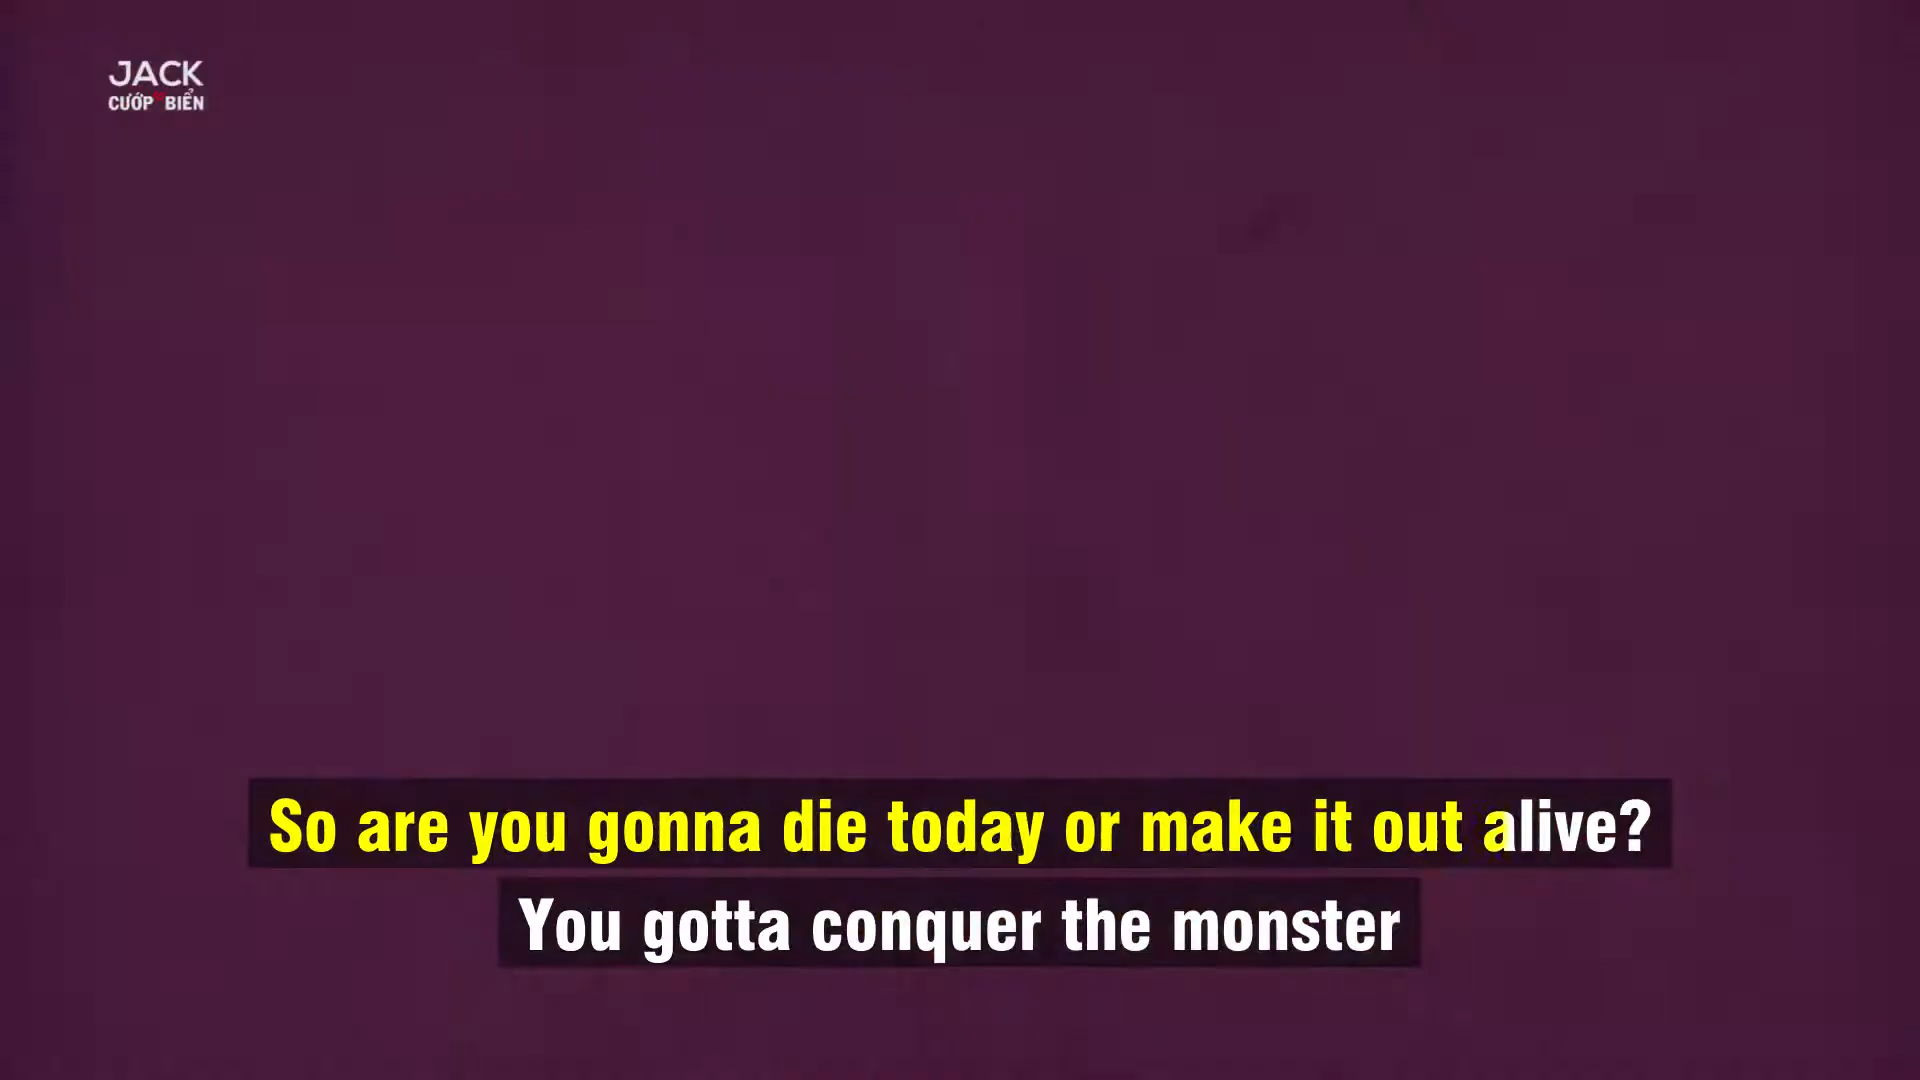 JACK
CƯỚP BIỂN
So are you gonna die today or make it out alive?
You gotta conquer the monster